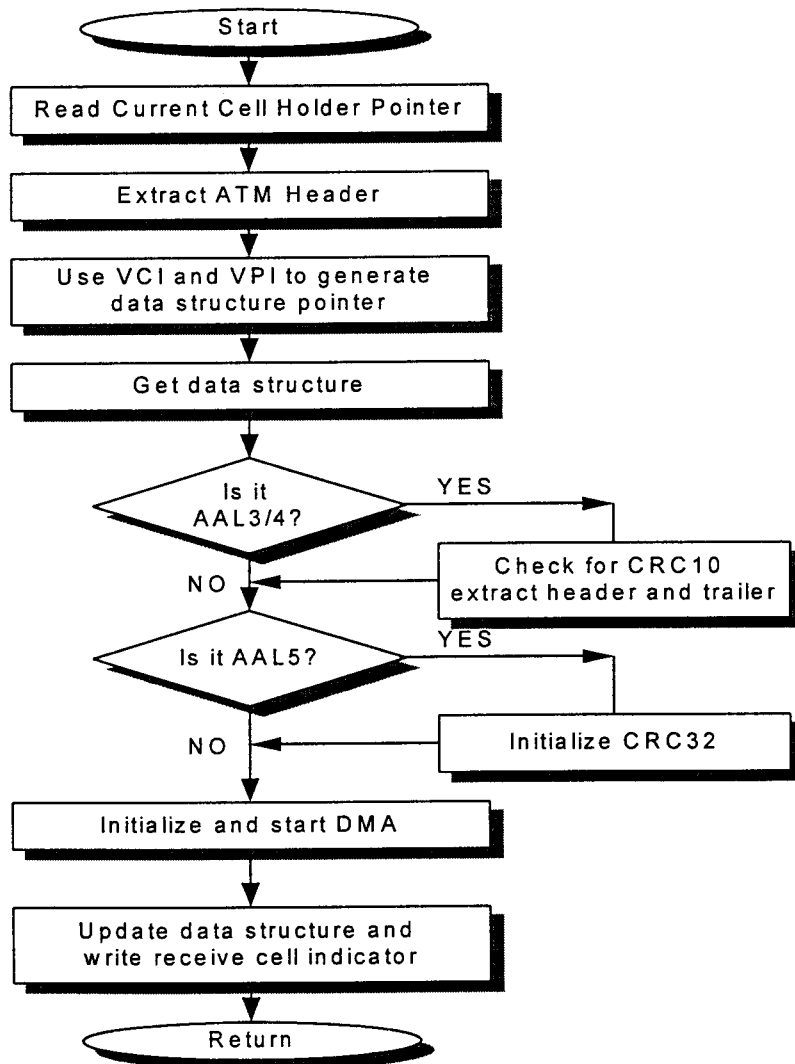 Start
Read Current Cell Holder Pointer
Extract ATM Header
Use VCI and VPI to generate
data structure pointer
Get data structure
Is it
AAL3/4?
YES
Check for CRC10
extract header and trailer
NO
Is it AAL5?
YES
Initialize CRC32
NO
Initialize and start DMA
Update data structure and
write receive cell indicator
Return